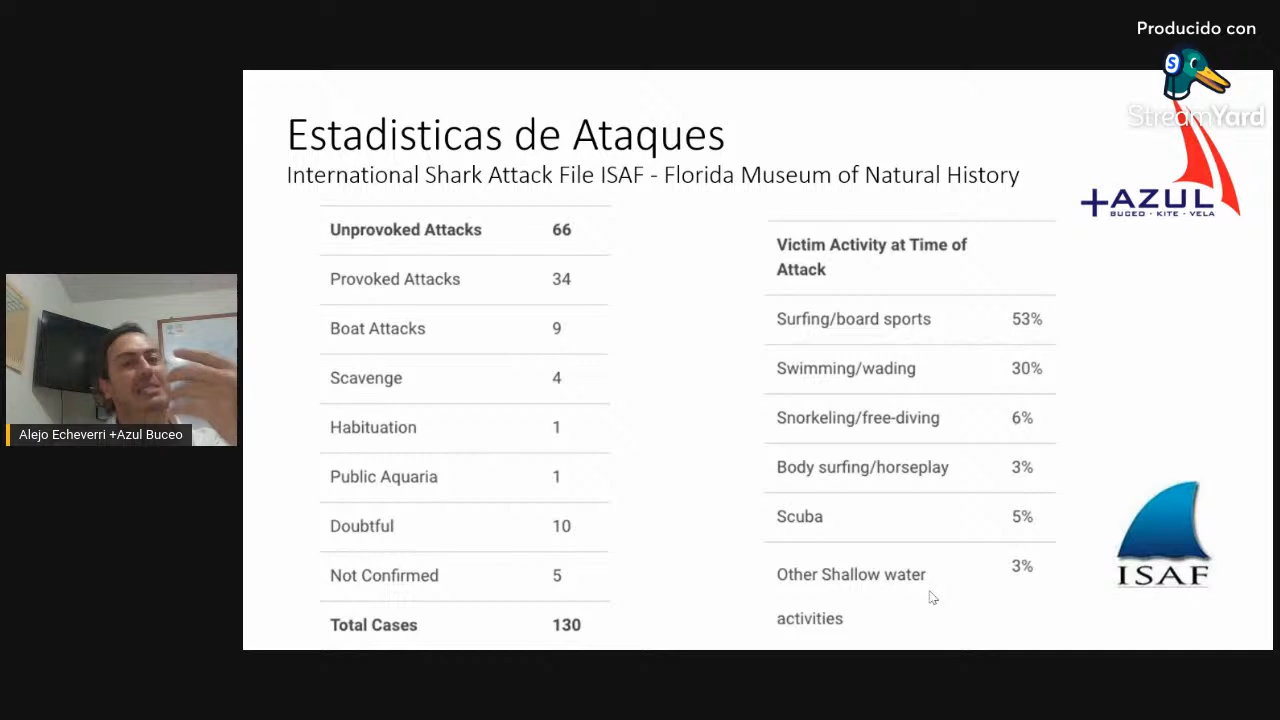 Producido con
StreamYard
Estadisticas de Ataques
International Shark Attack File ISAF - Florida Museum of Natural History
+AZUL
BUCEO · KITE · VELA
Unprovoked Attacks 66
Provoked Attacks 34
Boat Attacks 9
Scavenge 4
Habituation 1
Public Aquaria 1
Doubtful 10
Not Confirmed 5
Total Cases 130
Victim Activity at Time of
Attack
Surfing/board sports 53%
Swimming/wading 30%
Snorkeling/free-diving 6%
Body surfing/horseplay 3%
Scuba 5%
Other Shallow water 3%
activities
ISAF
Alejo Echeverri +Azul Buceo